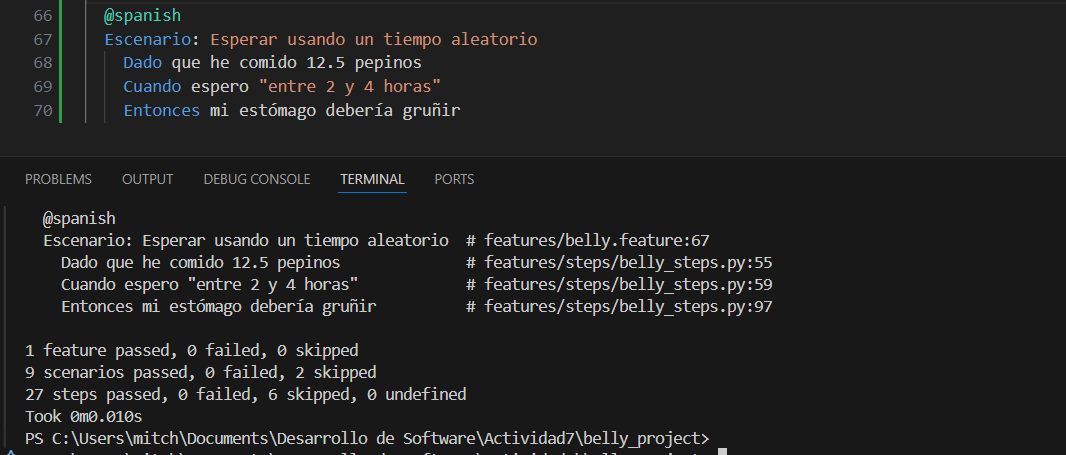 66 @spanish
67 Escenario: Esperar usando un tiempo aleatorio
68 Dado que he comido 12.5 pepinos
69 Cuando espero "entre 2 y 4 horas"
70 Entonces mi estómago debería gruñir
PROBLEMS OUTPUT DEBUG CONSOLE TERMINAL PORTS
@spanish
Escenario: Esperar usando un tiempo aleatorio # features/belly.feature:67
Dado que he comido 12.5 pepinos # features/steps/belly_steps.py:55
Cuando espero "entre 2 y 4 horas" # features/steps/belly_steps.py:59
Entonces mi estómago debería gruñir # features/steps/belly_steps.py:97
1 feature passed, 0 failed, 0 skipped
9 scenarios passed, 0 failed, 2 skipped
27 steps passed, 0 failed, 6 skipped, 0 undefined
Took 0m0.010s
PS C:\Users\mitch\Documents\Desarrollo de Software\Actividad7\belly_project>